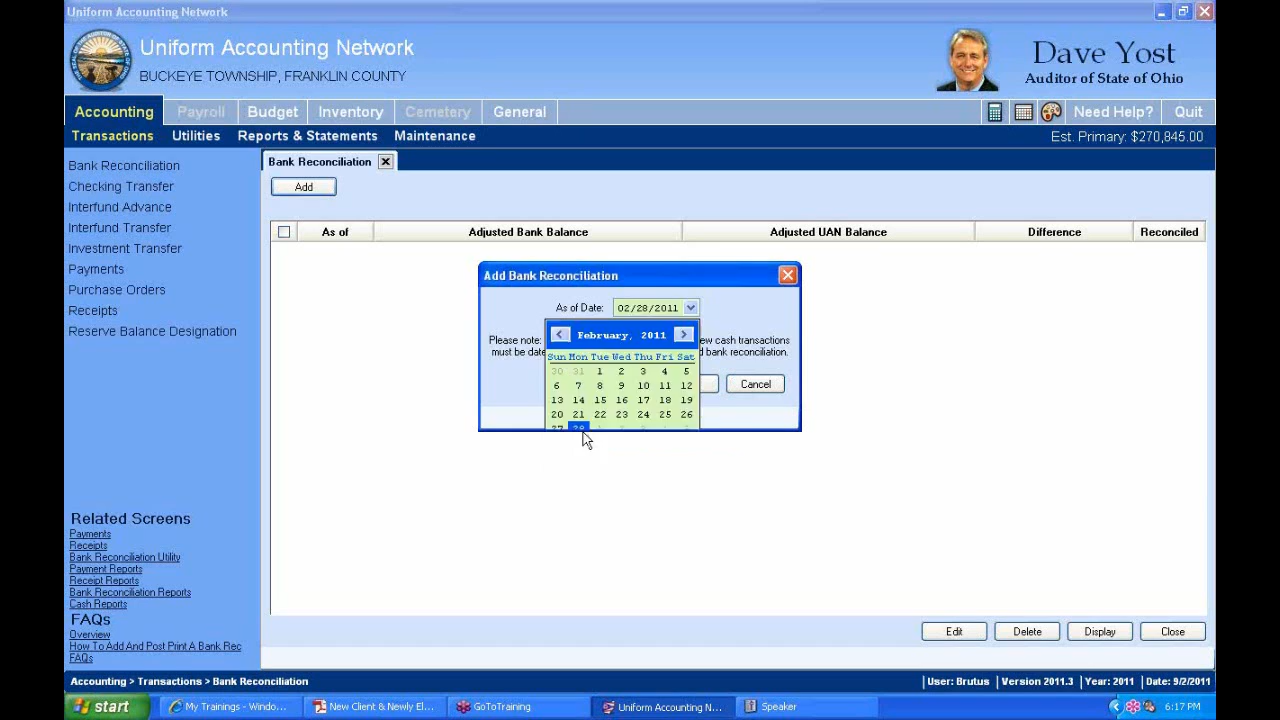 Uniform Accounting Network
Uniform Accounting Network
BUCKEYE TOWNSHIP, FRANKLIN COUNTY
Dave Yost
Auditor of State of Ohio
Accounting Payroll Budget Inventory Cemetery General Need Help? Quit
Transactions Utilities Reports & Statements Maintenance Est. Primary: $270,845.00
Bank Reconciliation
Checking Transfer
Interfund Advance
Interfund Transfer
Investment Transfer
Payments
Purchase Orders
Receipts
Reserve Balance Designation
Related Screens
Payments
Receipts
Bank Reconciliation Utility
Payment Reports
Receipt Reports
Bank Reconciliation Reports
Cash Reports
FAQs
Overview
How To Add And Post Print A Bank Rec
FAQs
Bank Reconciliation
Add
As of Adjusted Bank Balance Adjusted UAN Balance Difference Reconciled
Add Bank Reconciliation
As of Date: 02/28/2011
Please note: cash transactions
must be bank reconciliation.
February, 2011
Sun Mon Tue Wed Thu Fri Sat
30 31 1 2 3 4 5
6 7 8 9 10 11 12
13 14 15 16 17 18 19
20 21 22 23 24 25 26
27 28
Cancel
Edit Delete Display Close
Accounting > Transactions > Bank Reconciliation User: Brutus Version 2011.3 Year: 2011 Date: 9/2/2011
start My Trainings - Windo... New Client & Newly El... GoToTraining Uniform Accounting N... Speaker 6:17 PM